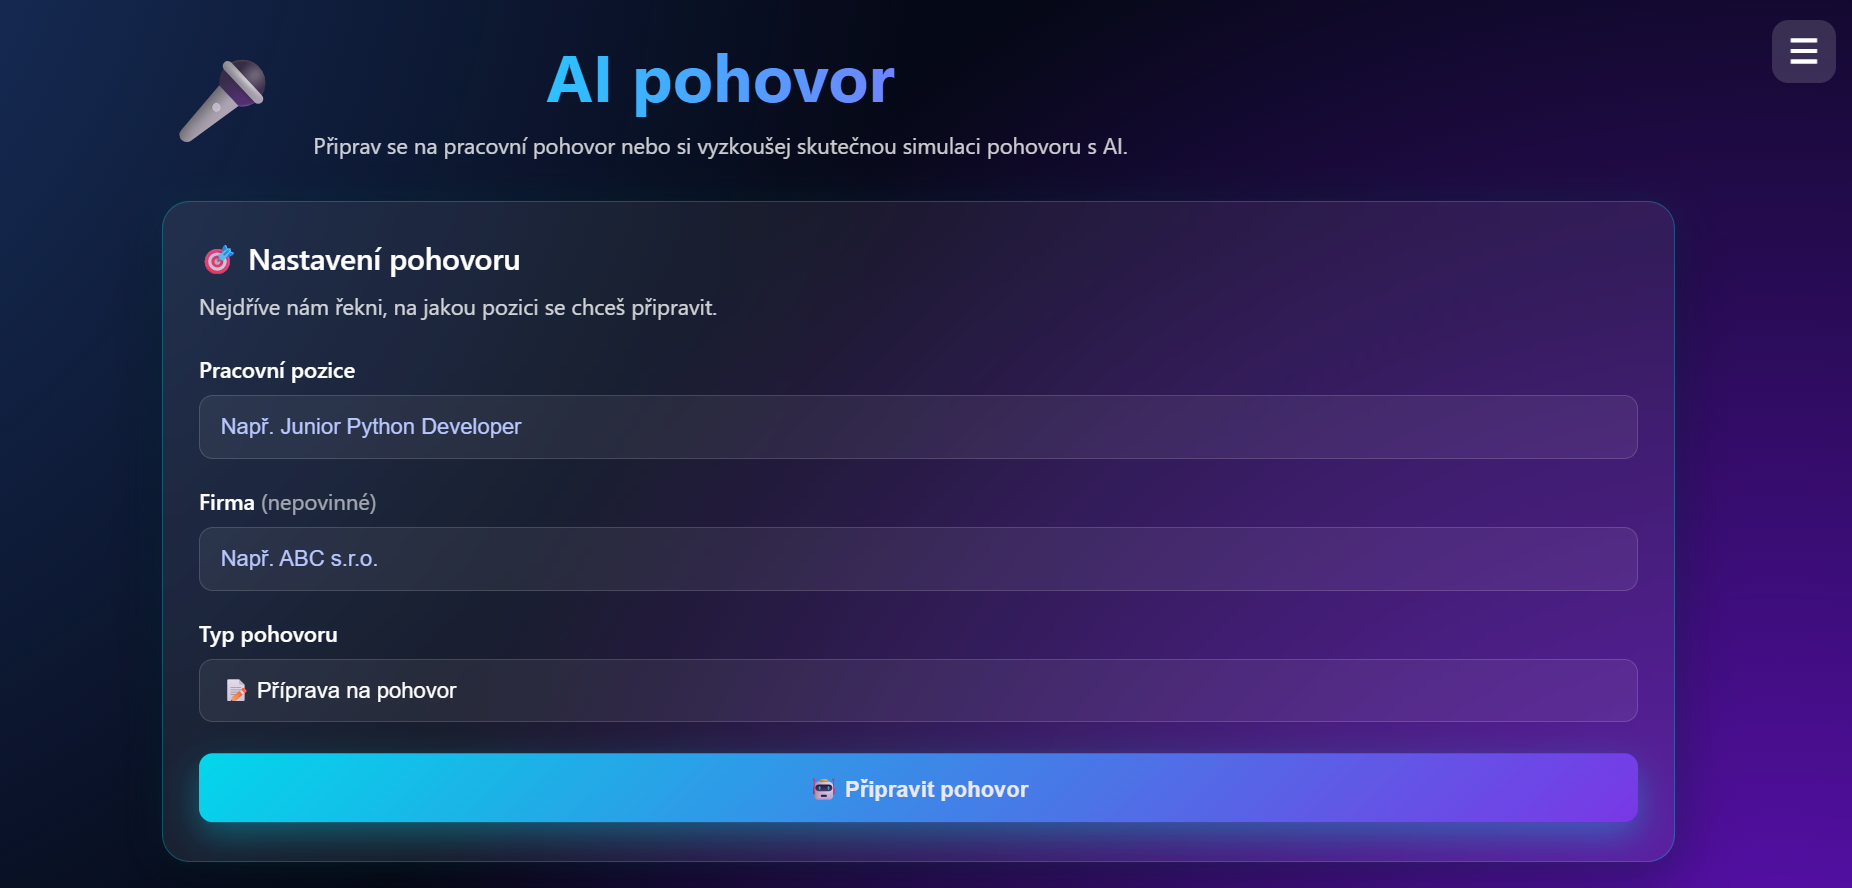 AI pohovor
Připrav se na pracovní pohovor nebo si vyzkoušej skutečnou simulaci pohovoru s AI.
Nastavení pohovoru
Nejdříve nám řekni, na jakou pozici se chceš připravit.
Pracovní pozice
Např. Junior Python Developer
Firma (nepovinné)
Např. ABC s.r.o.
Typ pohovoru
Příprava na pohovor
Připravit pohovor